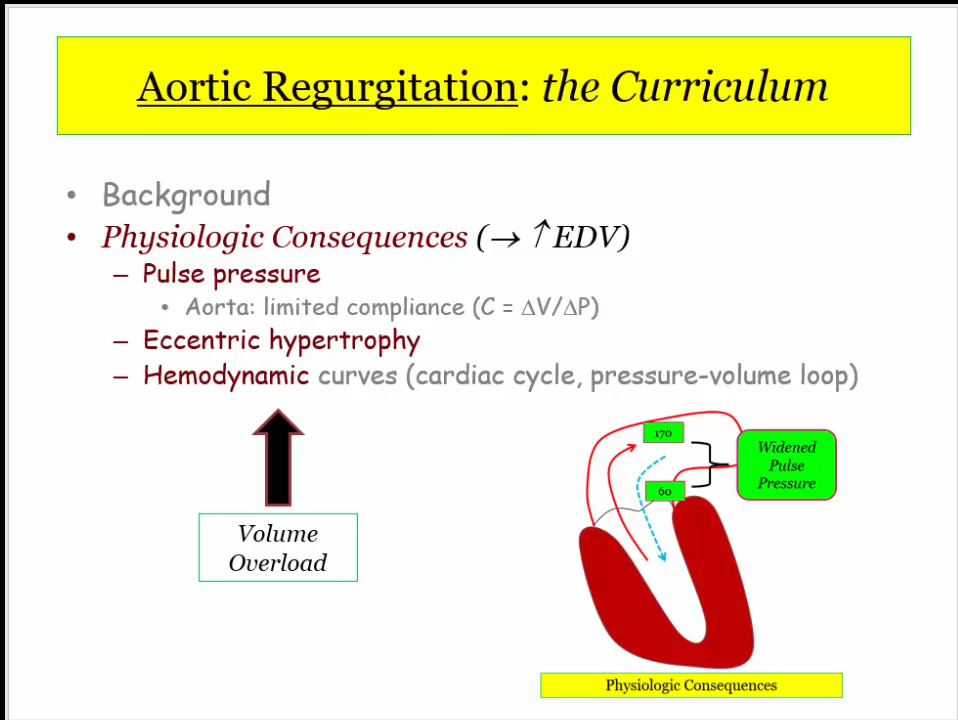 Aortic Regurgitation: the Curriculum
• Background
• Physiologic Consequences (→ ↑EDV)
– Pulse pressure
• Aorta: limited compliance (C = ∆V/∆P)
– Eccentric hypertrophy
– Hemodynamic curves (cardiac cycle, pressure-volume loop)
Volume
Overload
170
60
Widened
Pulse
Pressure
Physiologic Consequences